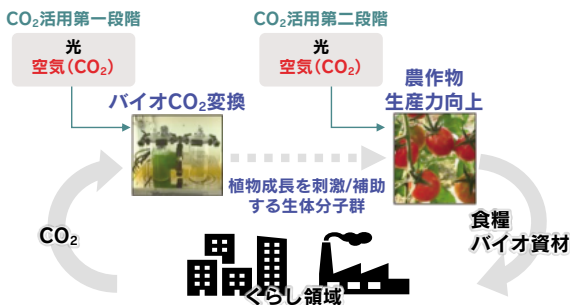 CO₂活用第一段階
光
空気(CO₂)
バイオCO₂変換
CO₂活用第二段階
光
空気(CO₂)
農作物
生産力向上
植物成長を刺激/補助
する生体分子群
CO₂
食糧
バイオ資材
くらし領域